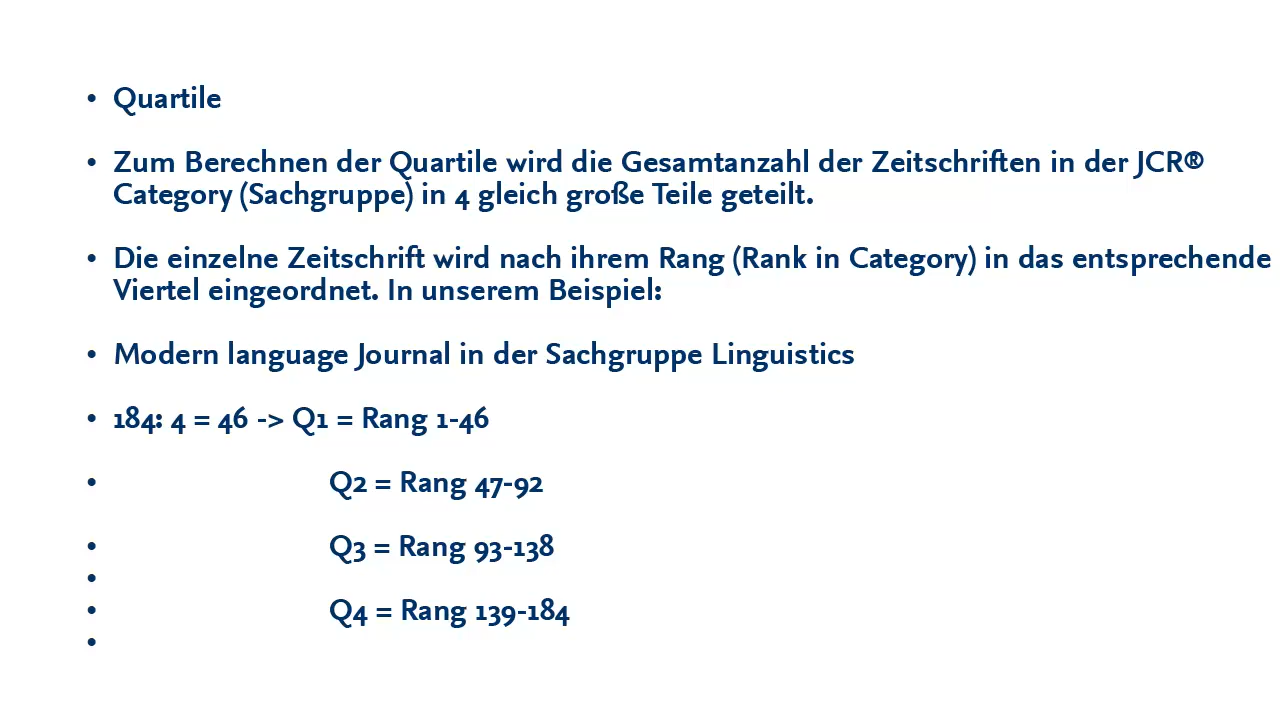 • Quartile
• Zum Berechnen der Quartile wird die Gesamtanzahl der Zeitschriften in der JCR®
Category (Sachgruppe) in 4 gleich große Teile geteilt.
• Die einzelne Zeitschrift wird nach ihrem Rang (Rank in Category) in das entsprechende
Viertel eingeordnet. In unserem Beispiel:
• Modern language Journal in der Sachgruppe Linguistics
• 184: 4 = 46 -> Q1 = Rang 1-46
• Q2 = Rang 47-92
• Q3 = Rang 93-138
•
• Q4 = Rang 139-184
•